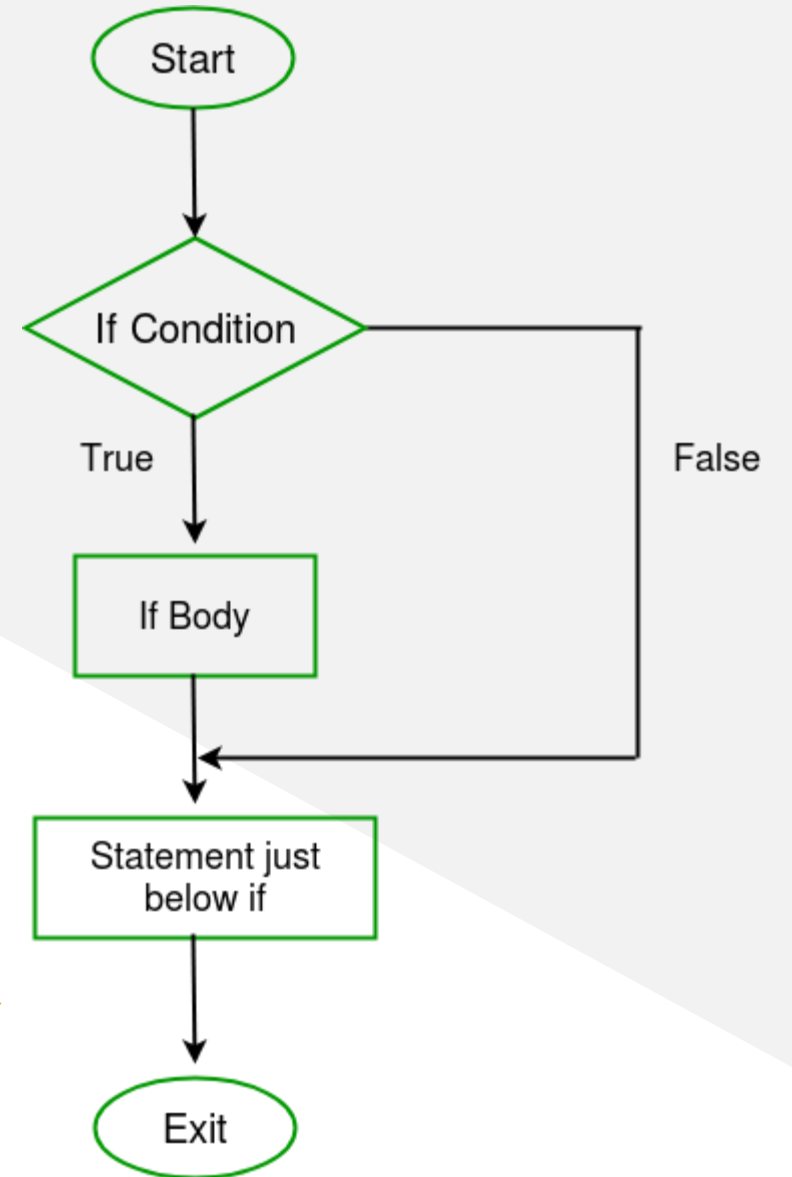 Start
If Condition
True
False
If Body
Statement just
below if
Exit